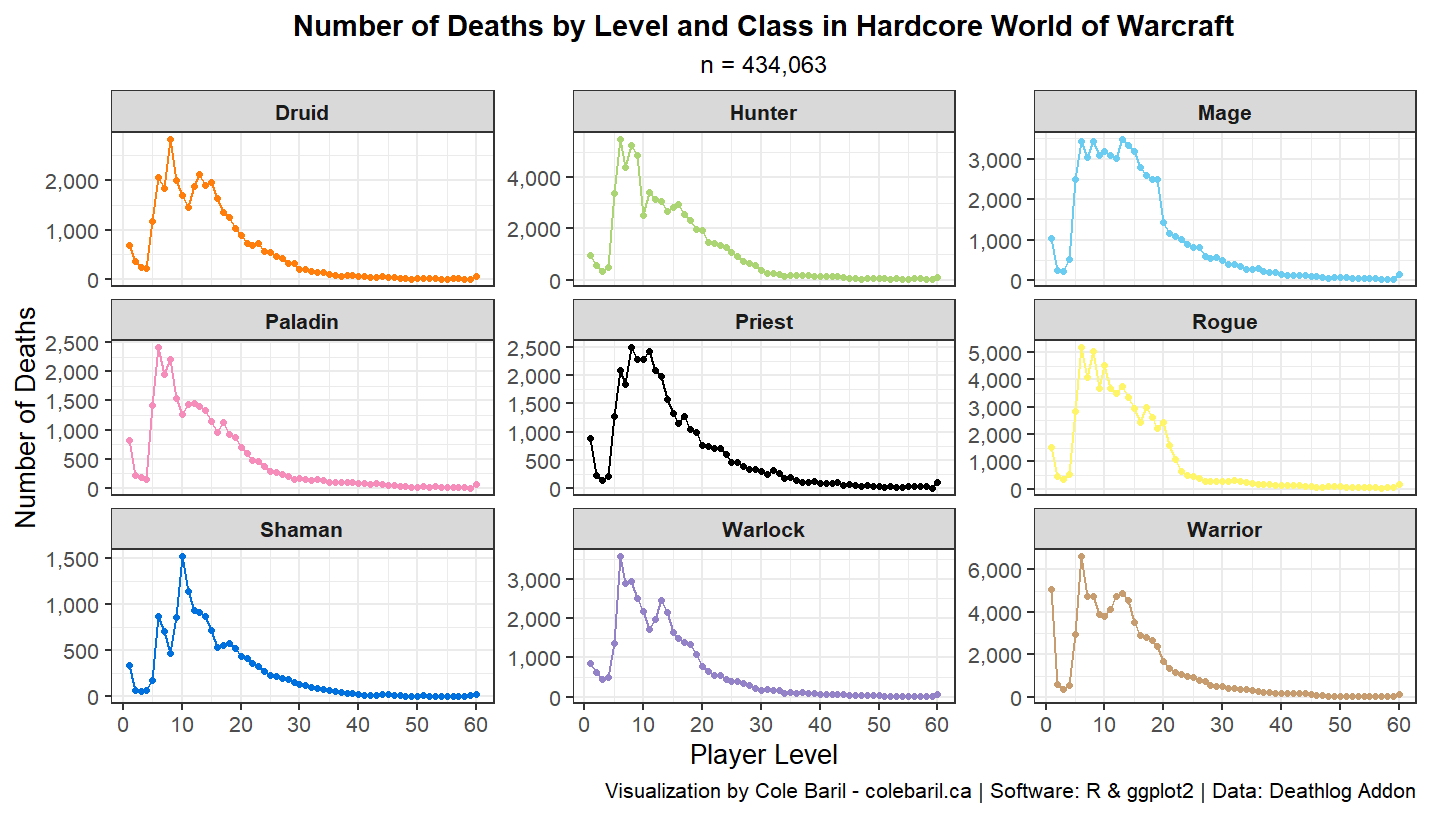 Number of Deaths by Level and Class in Hardcore World of Warcraft
n = 434,063
Druid
Hunter
Mage
2,000
1,000
0
4,000
2,000
0
3,000
2,000
1,000
0
Number of Deaths
Paladin
Priest
Rogue
2,500
2,000
1,500
1,000
500
0
2,500
2,000
1,500
1,000
500
0
5,000
4,000
3,000
2,000
1,000
0
Shaman
Warlock
Warrior
1,500
1,000
500
0
3,000
2,000
1,000
0
6,000
4,000
2,000
0
0 10 20 30 40 50 60
0 10 20 30 40 50 60
0 10 20 30 40 50 60
Player Level
Visualization by Cole Baril - colebaril.ca | Software: R & ggplot2 | Data: Deathlog Addon